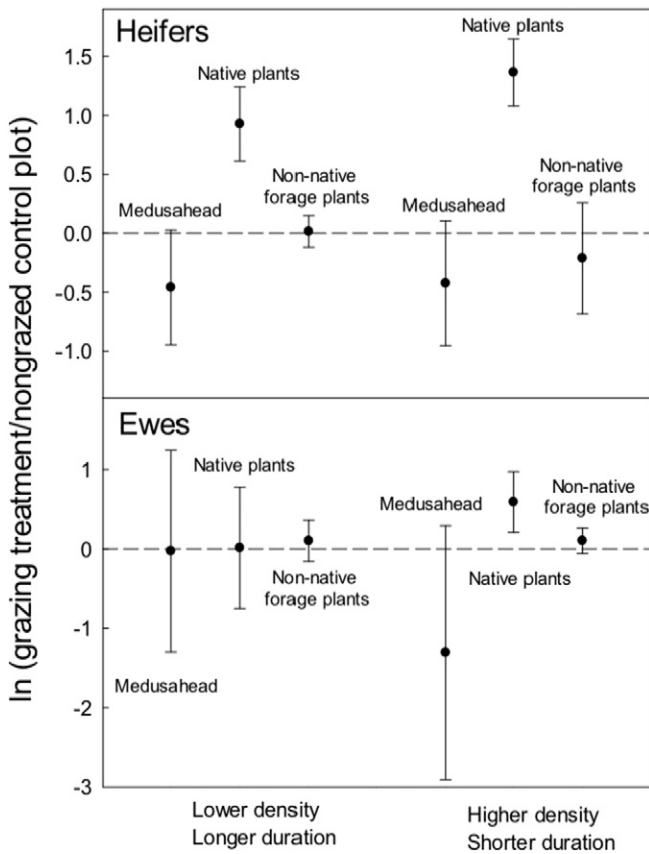 ln (grazing treatment/nongrazed control plot)
Heifers
1.5
1.0
0.5
0.0
-0.5
-1.0
Native plants
Native plants
Non-native
forage plants
Non-native
forage plants
Medusahead
Medusahead
Ewes
1
0
-1
-2
-3
Native plants
Medusahead
Non-native
forage plants
Non-native
forage plants
Native plants
Medusahead
Lower density
Longer duration
Higher density
Shorter duration